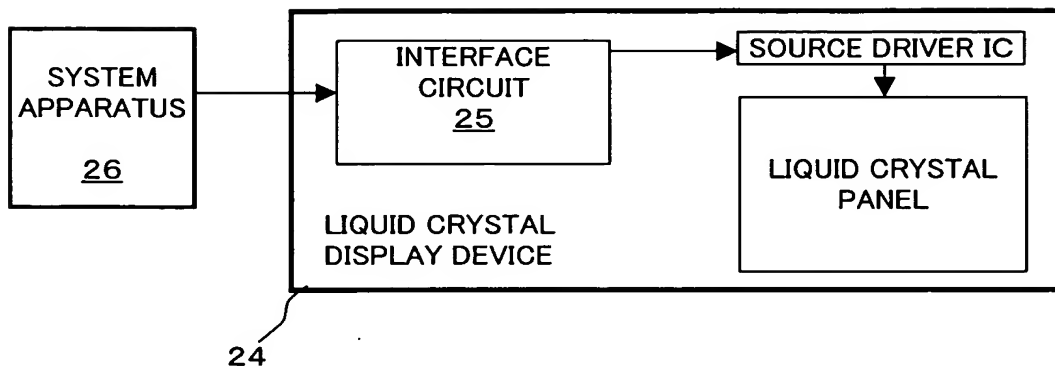 SYSTEM
APPARATUS
26
INTERFACE
CIRCUIT
25
SOURCE DRIVER IC
LIQUID CRYSTAL
PANEL
LIQUID CRYSTAL
DISPLAY DEVICE
24